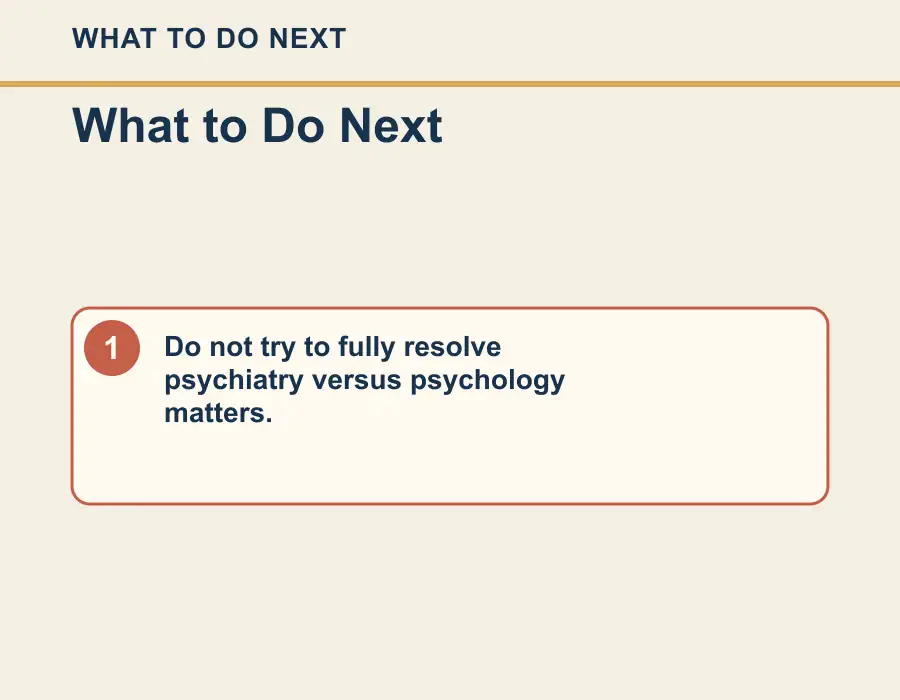 WHAT TO DO NEXT
What to Do Next
1
Do not try to fully resolve
psychiatry versus psychology
matters.